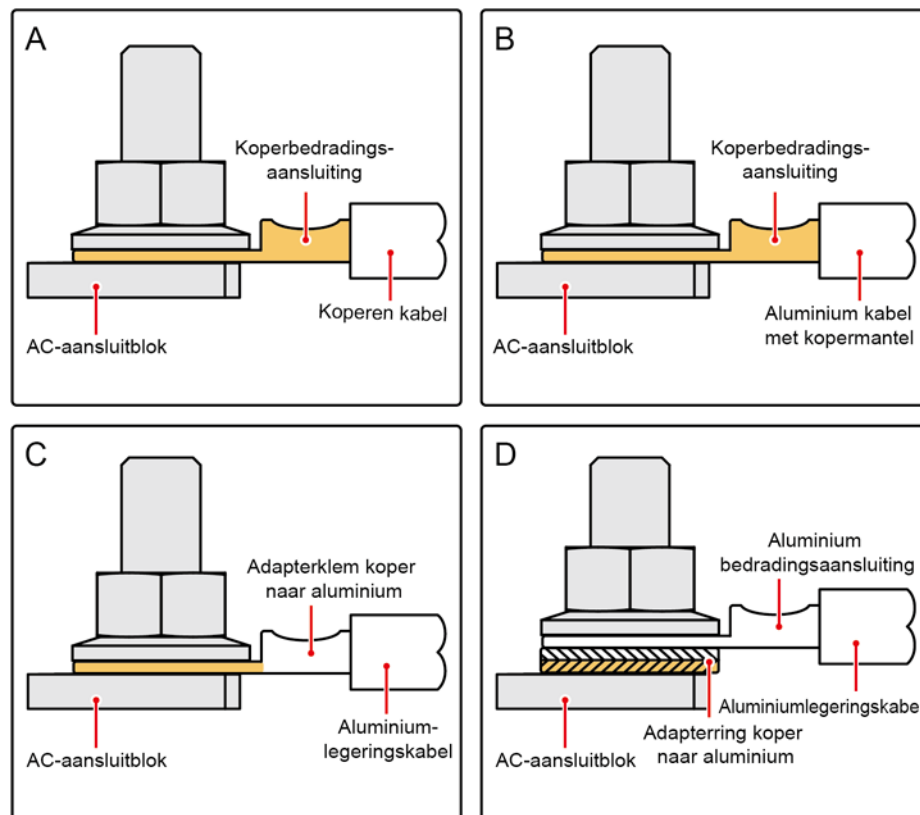 A
Koperbedradings-
aansluiting
Koperen kabel
AC-aansluitblok
B
Koperbedradings-
aansluiting
Aluminium kabel
met kopermantel
AC-aansluitblok
C
Adapterklem koper
naar aluminium
Aluminium-
legeringskabel
AC-aansluitblok
D
Aluminium
bedradingsaansluiting
Aluminiumlegeringskabe
Adapterring koper
naar aluminium
AC-aansluitblok